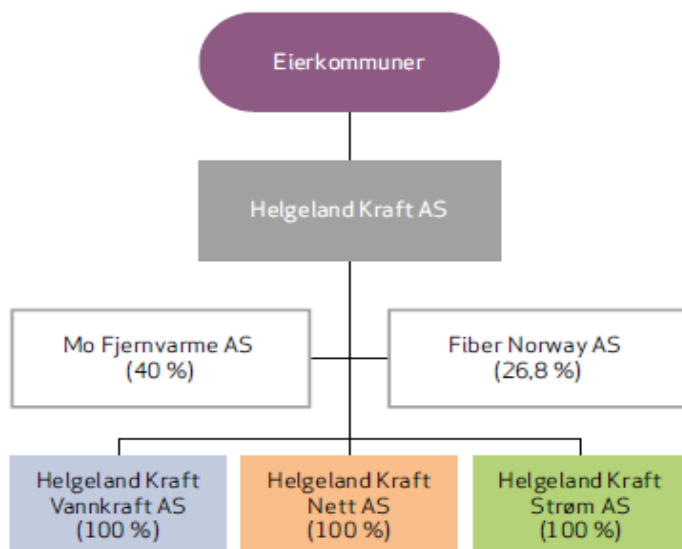 Eierkommuner
Helgeland Kraft AS
Mo Fjernvarme AS
(40 %)
Fiber Norway AS
(26,8 %)
Helgeland Kraft
Vannkraft AS
(100 %)
Helgeland Kraft
Nett AS
(100 %)
Helgeland Kraft
Strøm AS
(100 %)